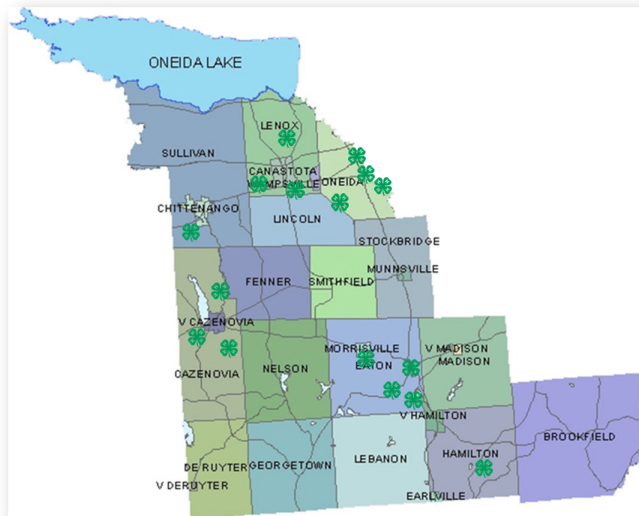 ONEIDA LAKE
LENOX
SULLIVAN
CANASTOTA
WAMPSVILLE
ONEIDA
CHITTENANGO
LINCOLN
STOCKBRIDGE
MUNNSVILLE
FENNER
SMITHFIELD
V CAZENOVIA
MORRISVILLE
V MADISON
MADISON
NELSON
EATON
CAZENOVIA
V HAMILTON
BROOKFIELD
DE RUYTER
GEORGETOWN
LEBANON
HAMILTON
V DERUYTER
EARLVILLE